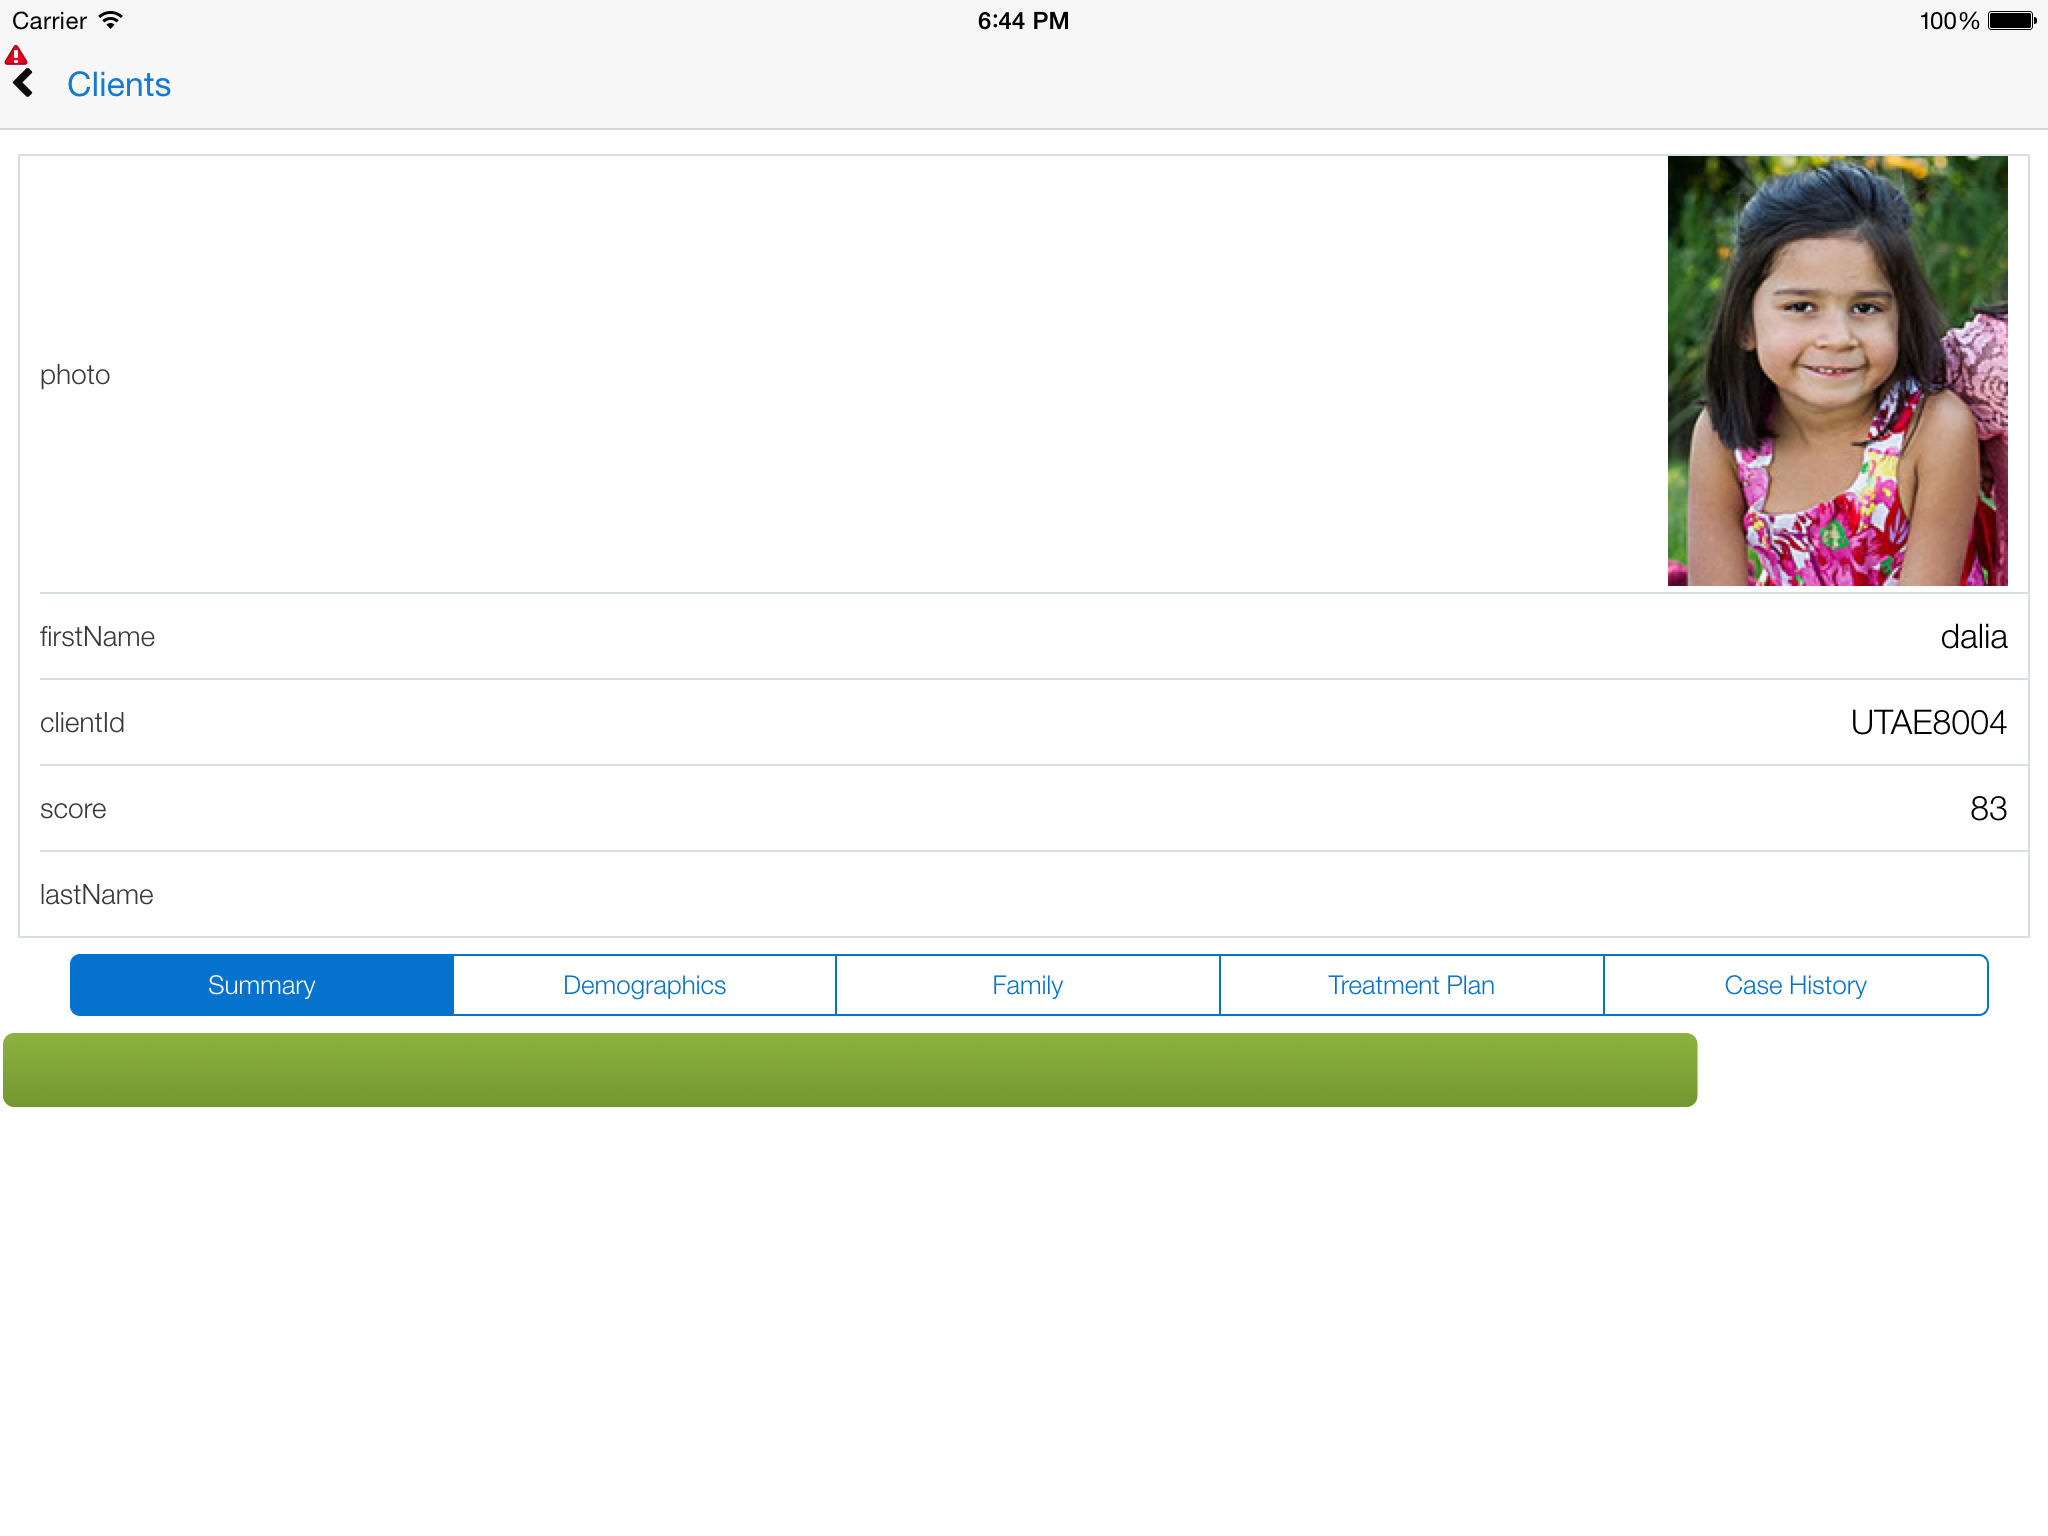 Carrier 6:44 PM 100%
Clients
photo
firstName dalia
clientId UTAE8004
score 83
lastName
Summary Demographics Family Treatment Plan Case History